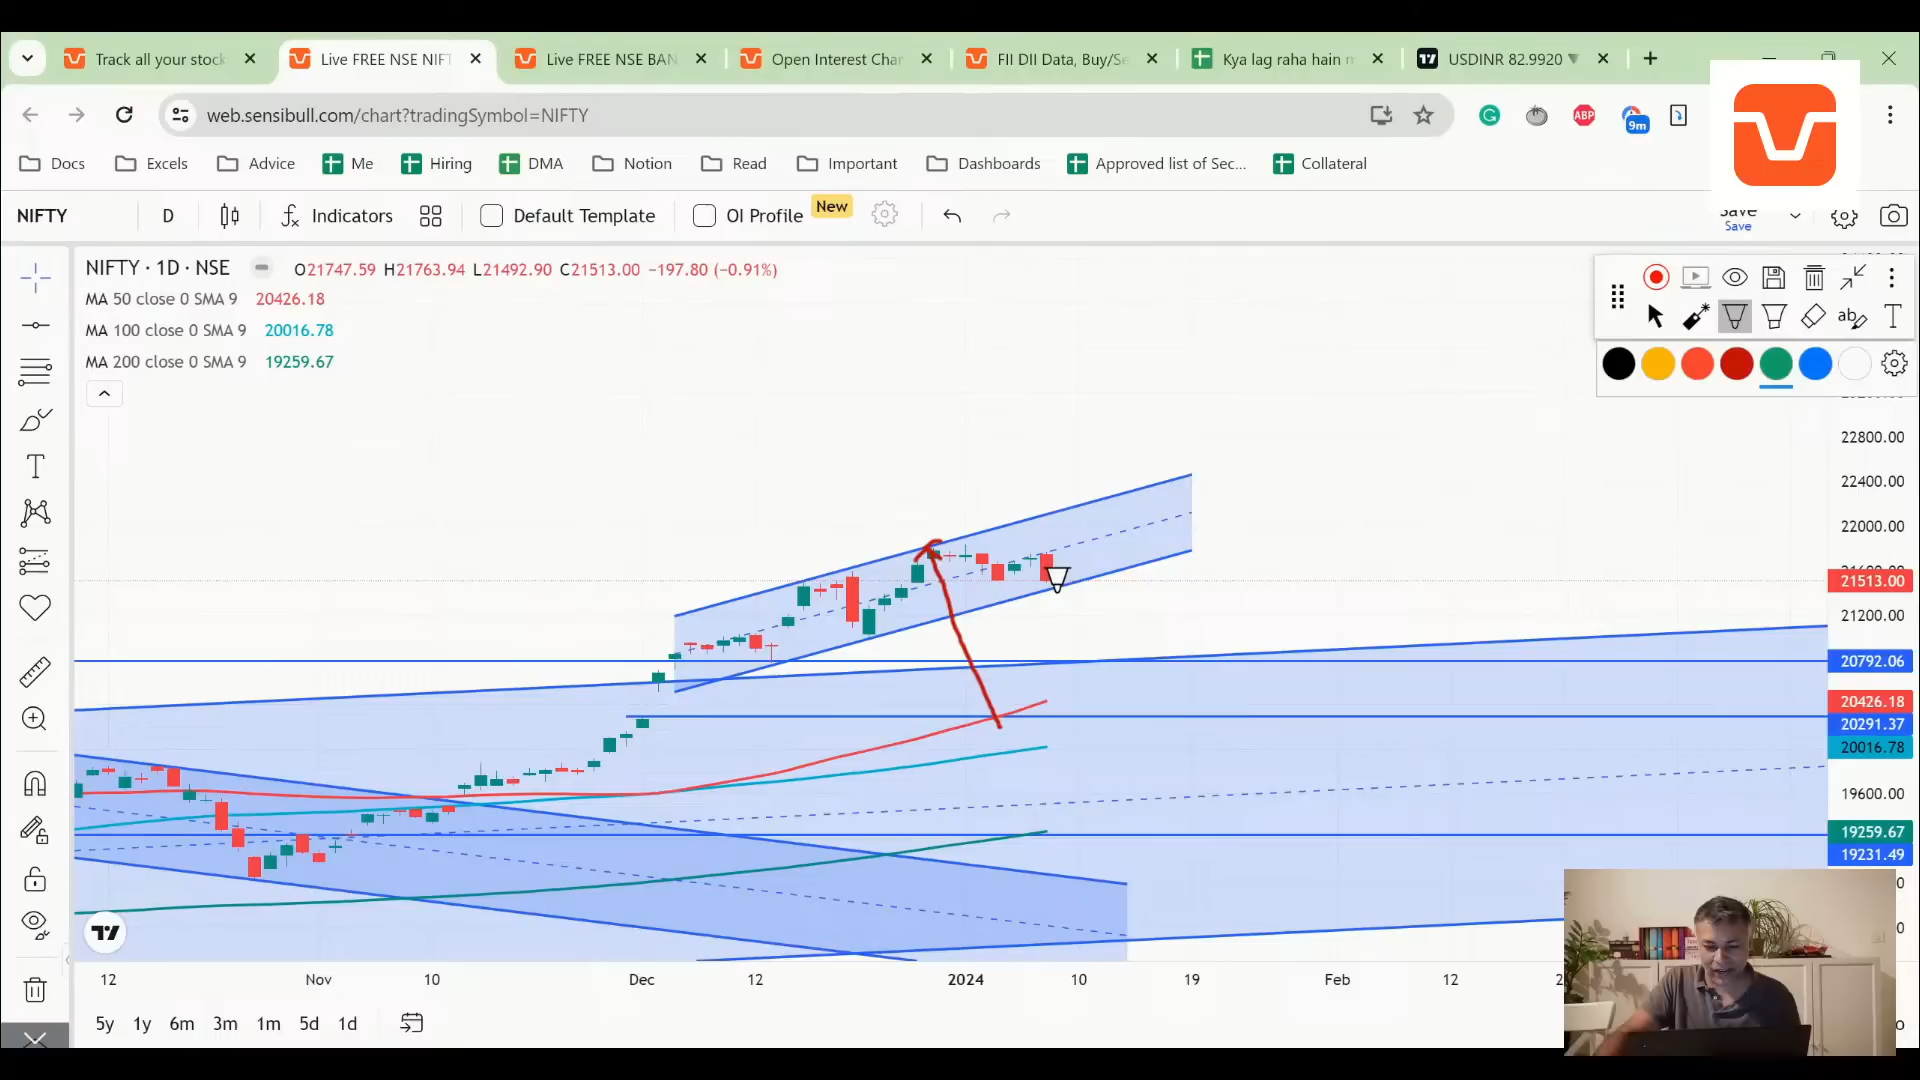 Track all your stock
Live FREE NSE NIFT
Live FREE NSE BAN
Open Interest Char
FII DII Data, Buy/Se
Kya lag raha hain m
USDINR 82.9920
web.sensibull.com/chart?tradingSymbol=NIFTY
ABP
9m
Docs
Excels
Advice
Me
Hiring
DMA
Notion
Read
Important
Dashboards
Approved list of Sec...
Collateral
NIFTY
D
Indicators
Default Template
OI Profile
New
Save
Save
NIFTY · 1D · NSE
O21747.59 H21763.94 L21492.90 C21513.00 −197.80 (−0.91%)
MA 50 close 0 SMA 9 20426.18
MA 100 close 0 SMA 9 20016.78
MA 200 close 0 SMA 9 19259.67
22800.00
22400.00
22000.00
21513.00
21200.00
20792.06
20426.18
20291.37
20016.78
19600.00
19259.67
19231.49
12
Nov
10
Dec
12
2024
10
19
Feb
12
5y
1y
6m
3m
1m
5d
1d